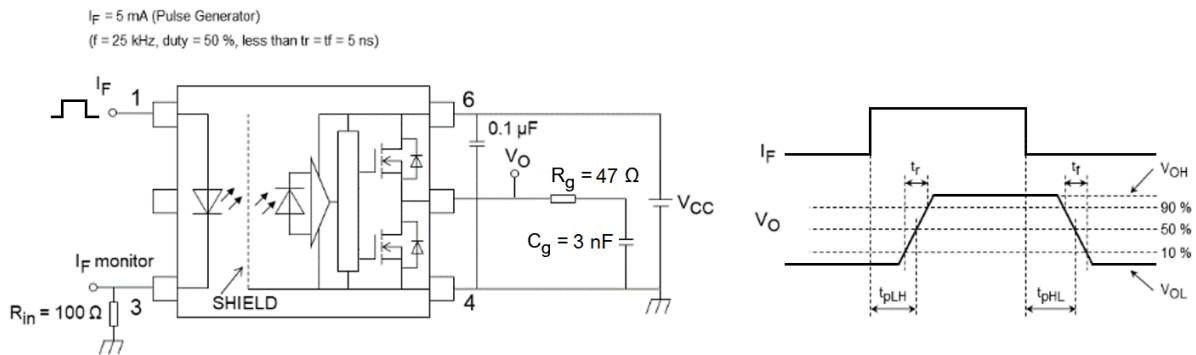 IF = 5 mA (Pulse Generator)
(f = 25 kHz, duty = 50 %, less than tr = tf = 5 ns)
IF
1
6
0.1 µF
VO
Rg = 47 Ω
VCC
Cg = 3 nF
IF monitor
SHIELD
4
Rin = 100 Ω
3
IF
tr
tf
VOH
90 %
VO
50 %
10 %
tpLH
tpHL
VOL